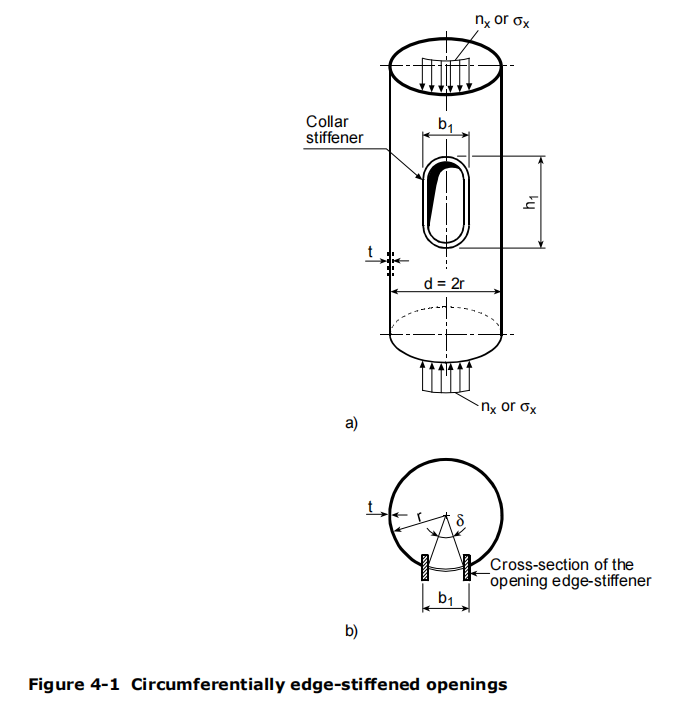 nx or σx
Collar
stiffener
b1
h1
t
d = 2r
nx or σx
a)
t
r
δ
Cross-section of the
opening edge-stiffener
b1
b)
Figure 4-1 Circumferentially edge-stiffened openings